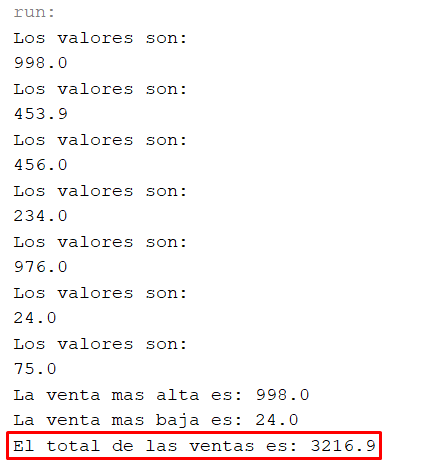 run:
Los valores son:
998.0
Los valores son:
453.9
Los valores son:
456.0
Los valores son:
234.0
Los valores son:
976.0
Los valores son:
24.0
Los valores son:
75.0
La venta mas alta es: 998.0
La venta mas baja es: 24.0
El total de las ventas es: 3216.9